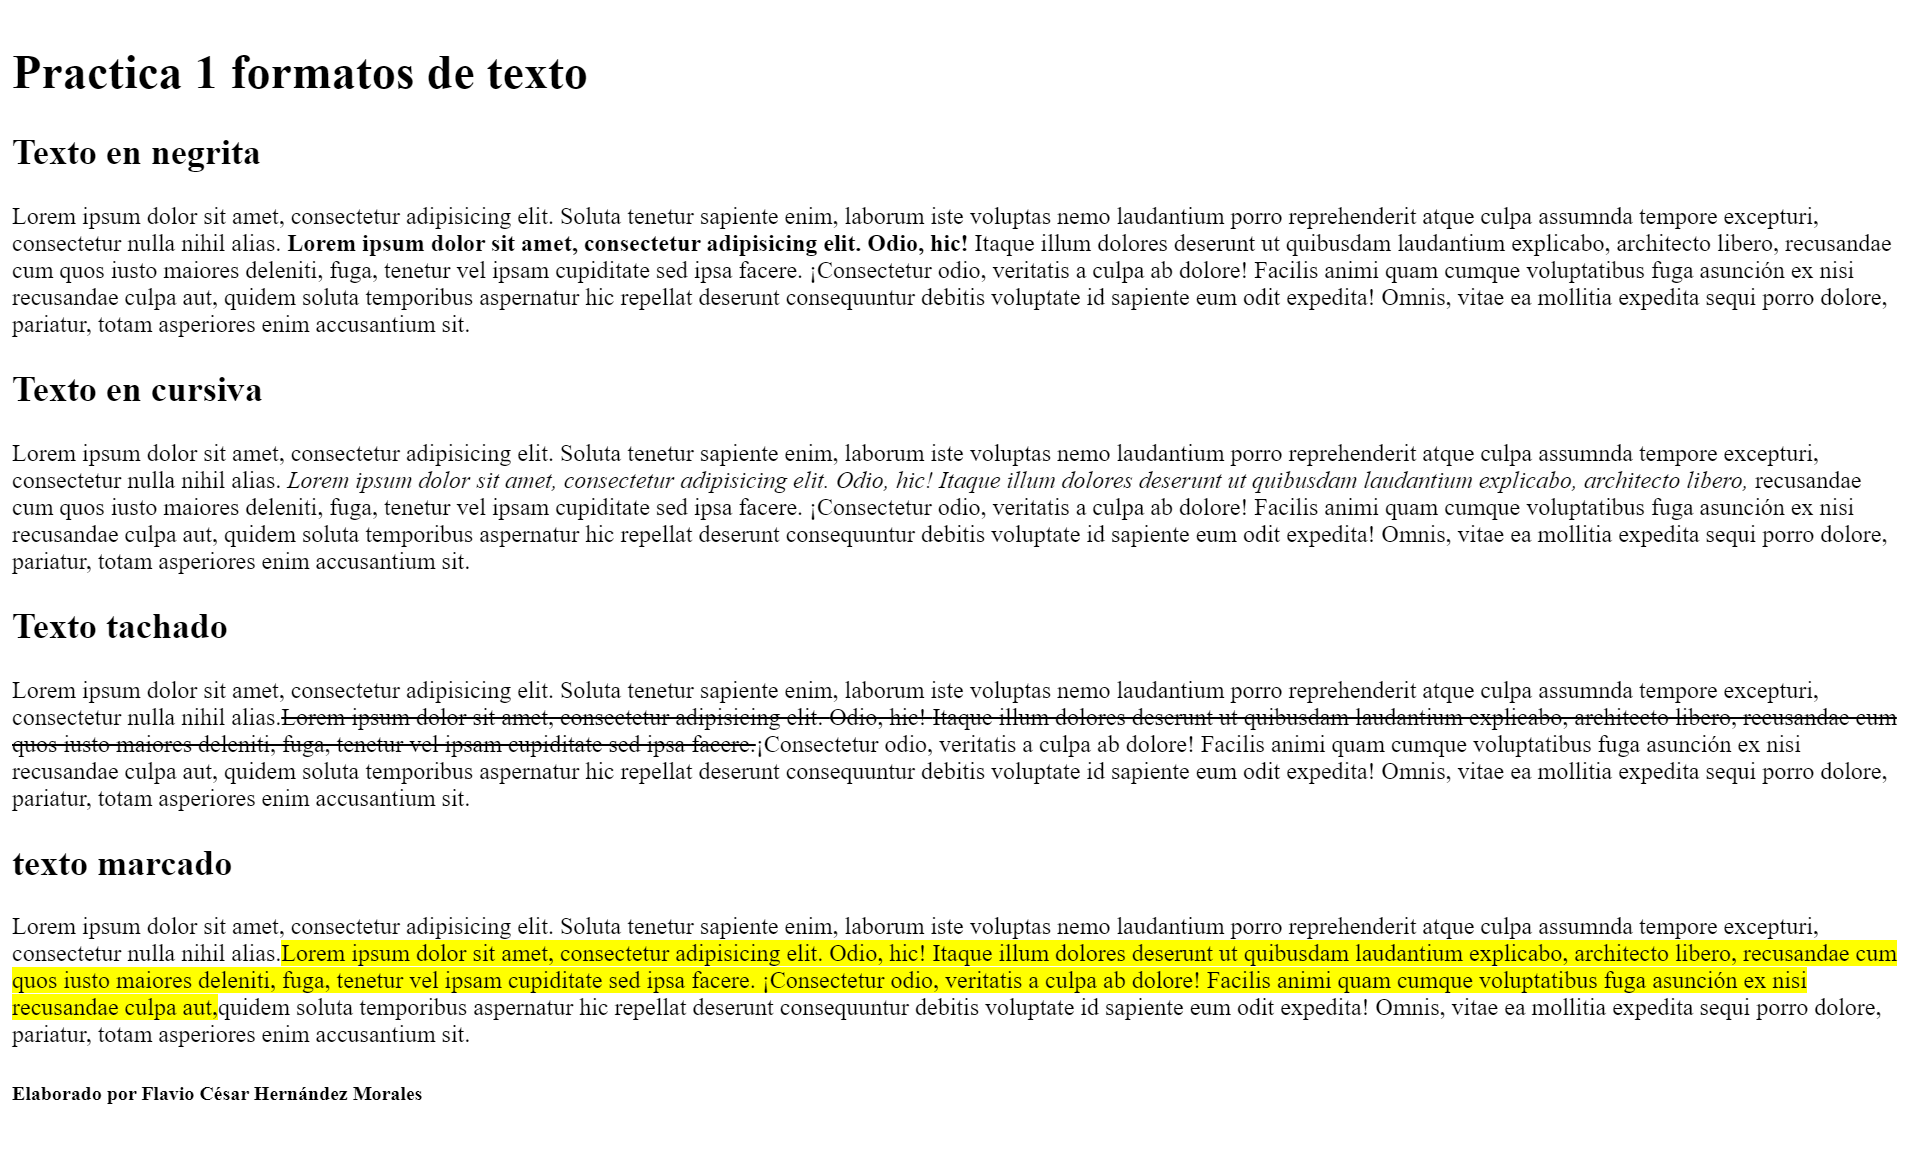 Practica 1 formatos de texto
Texto en negrita
Lorem ipsum dolor sit amet, consectetur adipisicing elit. Soluta tenetur sapiente enim, laborum iste voluptas nemo laudantium porro reprehenderit atque culpa assumnda tempore excepturi,
consectetur nulla nihil alias. Lorem ipsum dolor sit amet, consectetur adipisicing elit. Odio, hic! Itaque illum dolores deserunt ut quibusdam laudantium explicabo, architecto libero, recusandae
cum quos iusto maiores deleniti, fuga, tenetur vel ipsam cupiditate sed ipsa facere. ¡Consectetur odio, veritatis a culpa ab dolore! Facilis animi quam cumque voluptatibus fuga asunción ex nisi
recusandae culpa aut, quidem soluta temporibus aspernatur hic repellat deserunt consequuntur debitis voluptate id sapiente eum odit expedita! Omnis, vitae ea mollitia expedita sequi porro dolore,
pariatur, totam asperiores enim accusantium sit.
Texto en cursiva
Lorem ipsum dolor sit amet, consectetur adipisicing elit. Soluta tenetur sapiente enim, laborum iste voluptas nemo laudantium porro reprehenderit atque culpa assumnda tempore excepturi,
consectetur nulla nihil alias. Lorem ipsum dolor sit amet, consectetur adipisicing elit. Odio, hic! Itaque illum dolores deserunt ut quibusdam laudantium explicabo, architecto libero, recusandae
cum quos iusto maiores deleniti, fuga, tenetur vel ipsam cupiditate sed ipsa facere. ¡Consectetur odio, veritatis a culpa ab dolore! Facilis animi quam cumque voluptatibus fuga asunción ex nisi
recusandae culpa aut, quidem soluta temporibus aspernatur hic repellat deserunt consequuntur debitis voluptate id sapiente eum odit expedita! Omnis, vitae ea mollitia expedita sequi porro dolore,
pariatur, totam asperiores enim accusantium sit.
Texto tachado
Lorem ipsum dolor sit amet, consectetur adipisicing elit. Soluta tenetur sapiente enim, laborum iste voluptas nemo laudantium porro reprehenderit atque culpa assumnda tempore excepturi,
consectetur nulla nihil alias.Lorem ipsum dolor sit amet, consectetur adipisicing elit. Odio, hic! Itaque illum dolores deserunt ut quibusdam laudantium explicabo, architecto libero, recusandae cum
quos iusto maiores deleniti, fuga, tenetur vel ipsam cupiditate sed ipsa facere.¡Consectetur odio, veritatis a culpa ab dolore! Facilis animi quam cumque voluptatibus fuga asunción ex nisi
recusandae culpa aut, quidem soluta temporibus aspernatur hic repellat deserunt consequuntur debitis voluptate id sapiente eum odit expedita! Omnis, vitae ea mollitia expedita sequi porro dolore,
pariatur, totam asperiores enim accusantium sit.
texto marcado
Lorem ipsum dolor sit amet, consectetur adipisicing elit. Soluta tenetur sapiente enim, laborum iste voluptas nemo laudantium porro reprehenderit atque culpa assumnda tempore excepturi,
consectetur nulla nihil alias.Lorem ipsum dolor sit amet, consectetur adipisicing elit. Odio, hic! Itaque illum dolores deserunt ut quibusdam laudantium explicabo, architecto libero, recusandae cum
quos iusto maiores deleniti, fuga, tenetur vel ipsam cupiditate sed ipsa facere. ¡Consectetur odio, veritatis a culpa ab dolore! Facilis animi quam cumque voluptatibus fuga asunción ex nisi
recusandae culpa aut,quidem soluta temporibus aspernatur hic repellat deserunt consequuntur debitis voluptate id sapiente eum odit expedita! Omnis, vitae ea mollitia expedita sequi porro dolore,
pariatur, totam asperiores enim accusantium sit.
Elaborado por Flavio César Hernández Morales